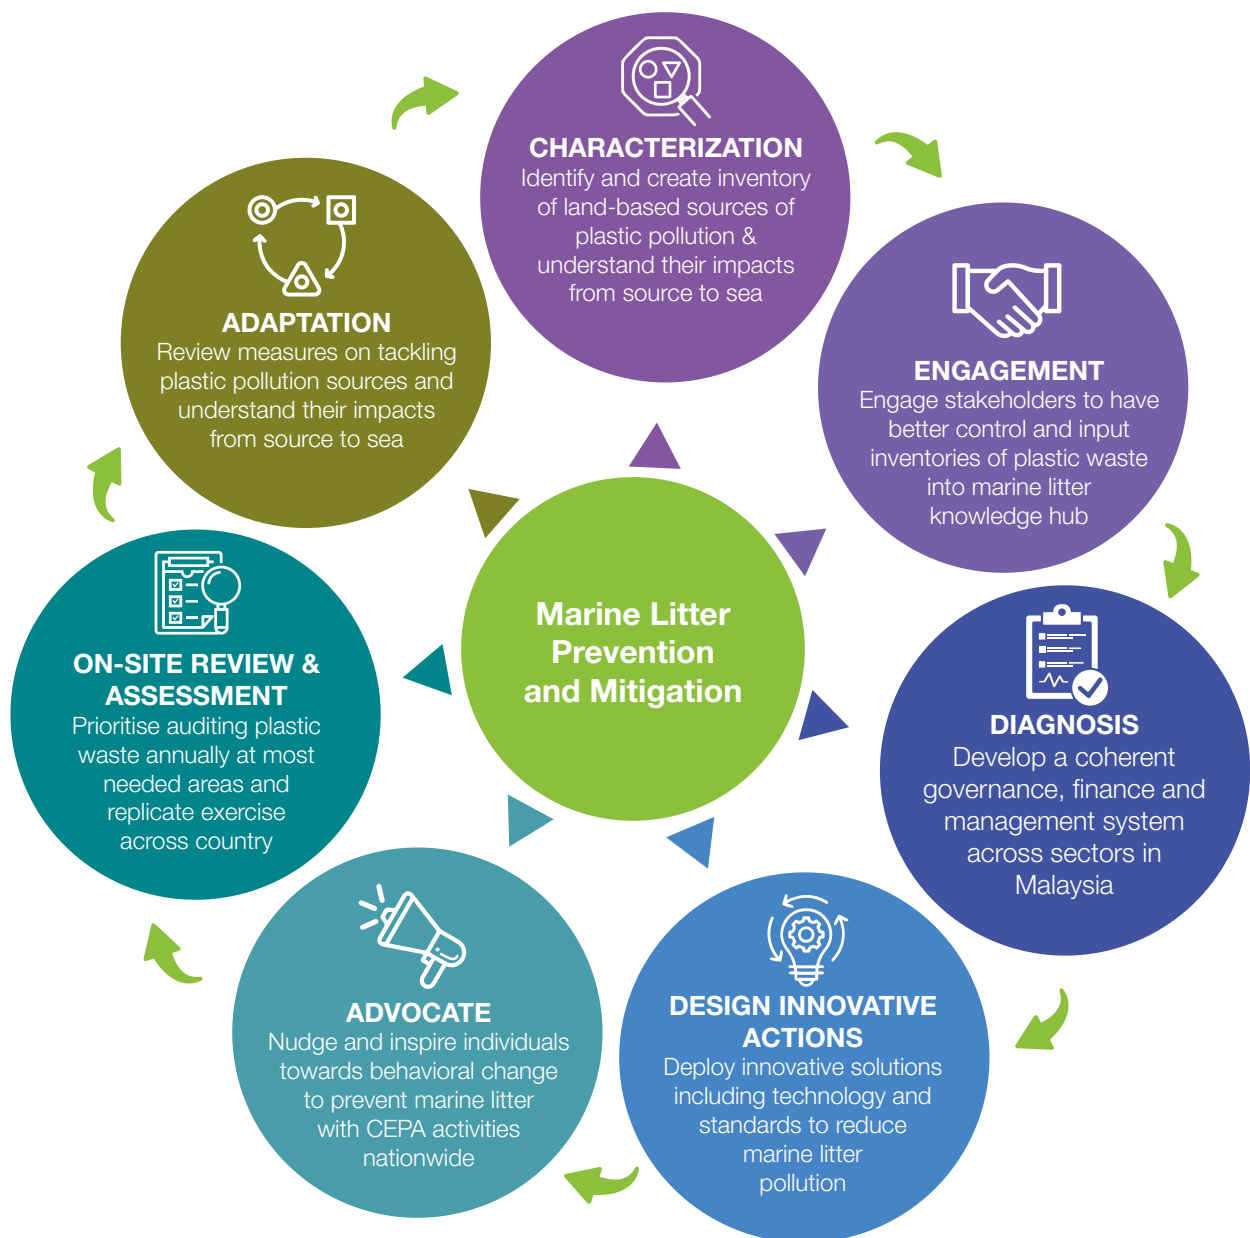 CHARACTERIZATION
Identify and create inventory
of land-based sources of
plastic pollution &
understand their impacts
from source to sea
ENGAGEMENT
Engage stakeholders to have
better control and input
inventories of plastic waste
into marine litter
knowledge hub
DIAGNOSIS
Develop a coherent
governance, finance and
management system
across sectors in
Malaysia
DESIGN INNOVATIVE
ACTIONS
Deploy innovative solutions
including technology and
standards to reduce
marine litter
pollution
ADVOCATE
Nudge and inspire individuals
towards behavioral change
to prevent marine litter
with CEPA activities
nationwide
ON-SITE REVIEW &
ASSESSMENT
Prioritise auditing plastic
waste annually at most
needed areas and
replicate exercise
across country
ADAPTATION
Review measures on tackling
plastic pollution sources and
understand their impacts
from source to sea
Marine Litter
Prevention
and Mitigation